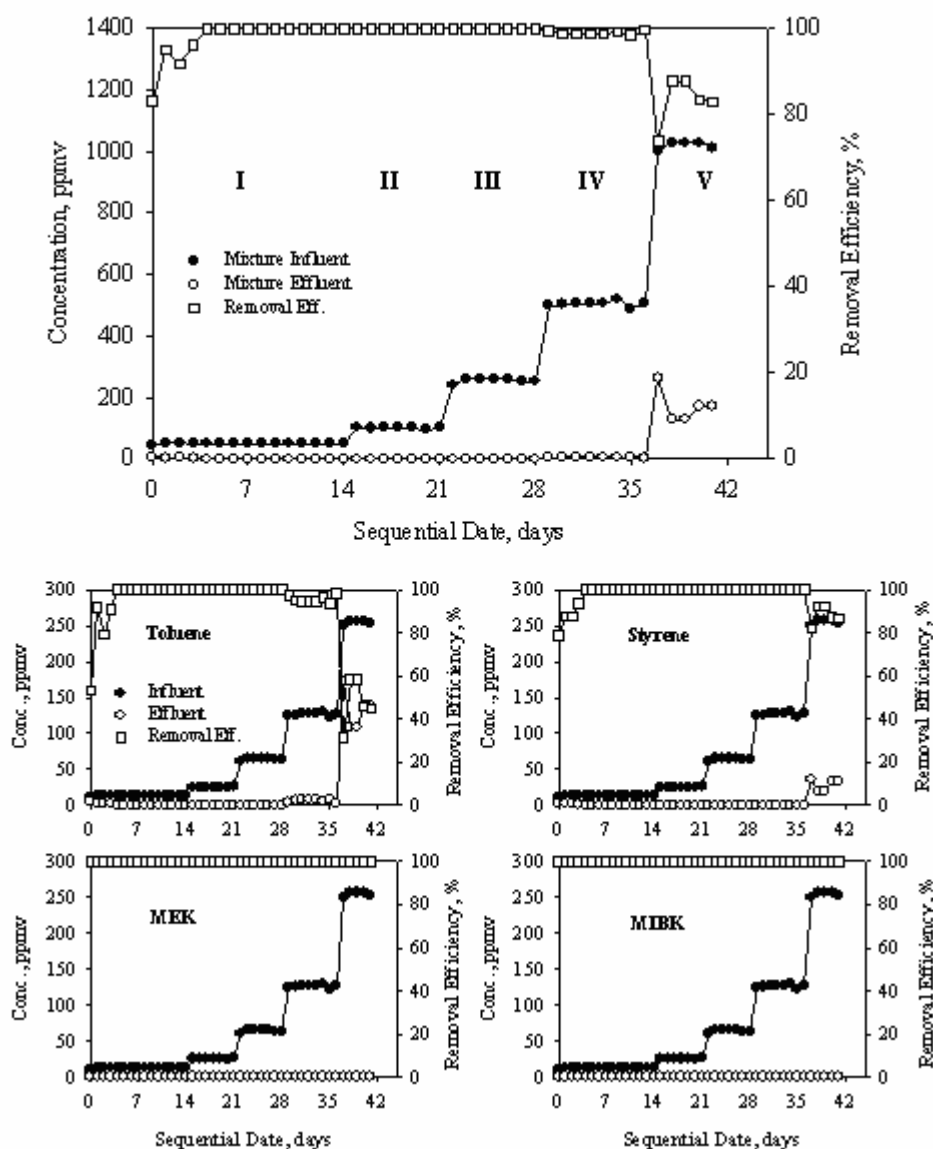 1400
1200
1000
800
600
400
200
0
Concentration, ppmv
100
80
60
40
20
0
Removal Efficiency, %
I II III IV V
Mixture Influent
Mixture Effluent
Removal Eff.
0 7 14 21 28 35 42
Sequential Date, days
300
250
200
150
100
50
0
Conc., ppmv
Toluene
Influent
Effluent
Removal Eff.
100
80
60
40
20
0
Removal Efficiency, %
0 7 14 21 28 35 42
300
250
200
150
100
50
0
Conc., ppmv
Styrene
100
80
60
40
20
0
Removal Efficiency, %
0 7 14 21 28 35 42
300
250
200
150
100
50
0
Conc., ppmv
MEK
100
80
60
40
20
0
Removal Efficiency, %
0 7 14 21 28 35 42
Sequential Date, days
300
250
200
150
100
50
0
Conc., ppmv
MIBK
100
80
60
40
20
0
Removal Efficiency, %
0 7 14 21 28 35 42
Sequential Date, days